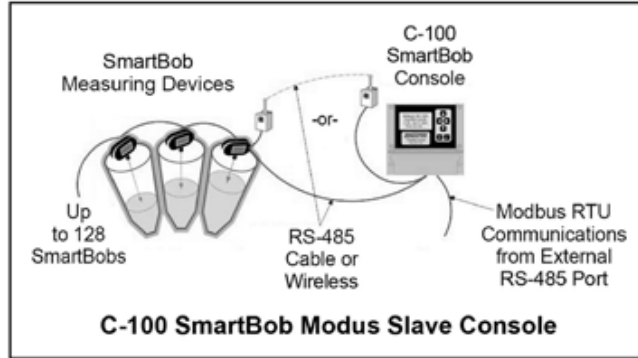 SmartBob
Measuring Devices
C-100
SmartBob
Console
-or-
Up
to 128
SmartBobs
RS-485
Cable or
Wireless
Modbus RTU
Communications
from External
RS-485 Port
C-100 SmartBob Modus Slave Console